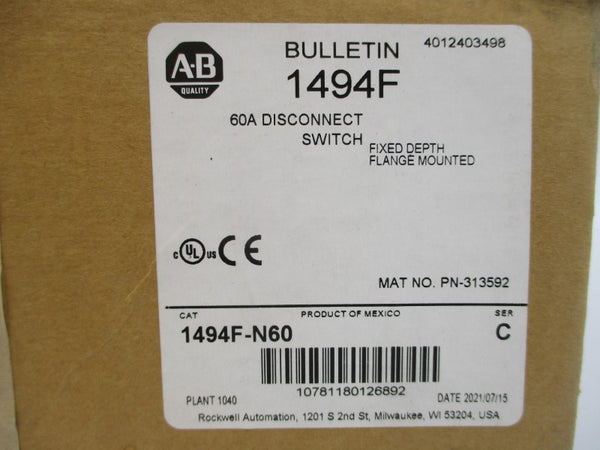 A-B
QUALITY
BULLETIN
1494F
4012403498
60A DISCONNECT
SWITCH
FIXED DEPTH
FLANGE MOUNTED
c UL us CE
MAT NO. PN-313592
CAT
PRODUCT OF MEXICO
SER
1494F-N60
C
10781180126892
PLANT 1040
DATE 2021/07/15
Rockwell Automation, 1201 S 2nd St, Milwaukee, WI 53204, USA